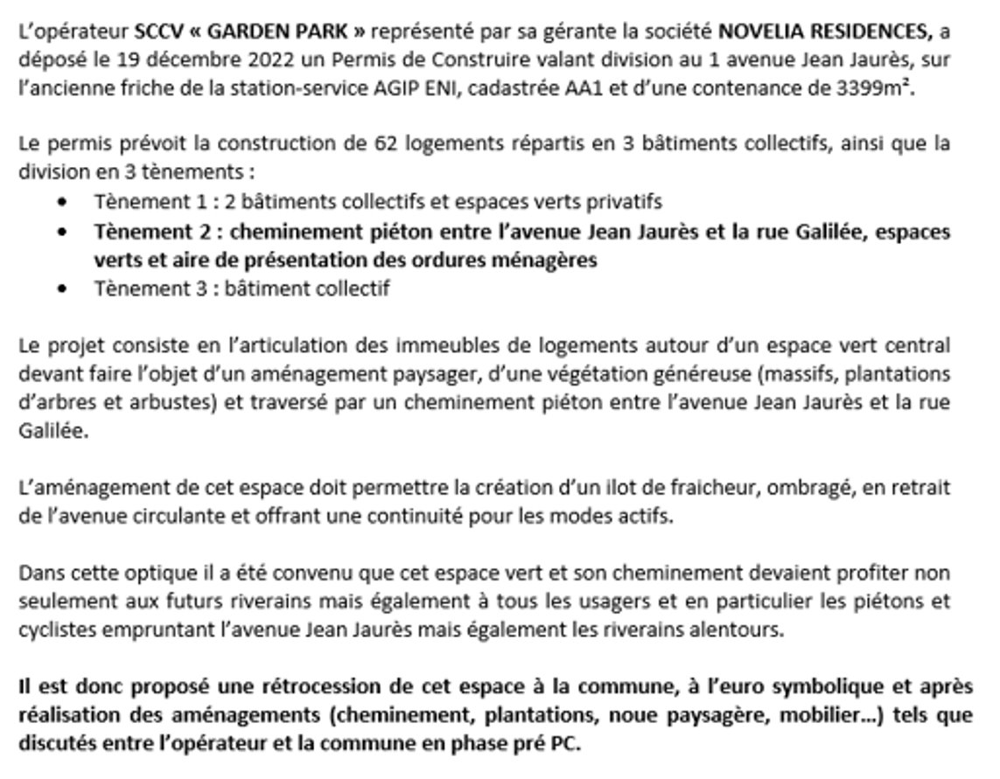 L’opérateur SCCV « GARDEN PARK » représenté par sa gérante la société NOVELIA RESIDENCES, a
déposé le 19 décembre 2022 un Permis de Construire valant division au 1 avenue Jean Jaurès, sur
l’ancienne friche de la station-service AGIP ENI, cadastrée AA1 et d’une contenance de 3399m².
Le permis prévoit la construction de 62 logements répartis en 3 bâtiments collectifs, ainsi que la
division en 3 tènements :
• Tènement 1 : 2 bâtiments collectifs et espaces verts privatifs
• Tènement 2 : cheminement piéton entre l’avenue Jean Jaurès et la rue Galilée, espaces
verts et aire de présentation des ordures ménagères
• Tènement 3 : bâtiment collectif
Le projet consiste en l’articulation des immeubles de logements autour d’un espace vert central
devant faire l’objet d’un aménagement paysager, d’une végétation généreuse (massifs, plantations
d’arbres et arbustes) et traversé par un cheminement piéton entre l’avenue Jean Jaurès et la rue
Galilée.
L’aménagement de cet espace doit permettre la création d’un ilot de fraicheur, ombragé, en retrait
de l’avenue circulante et offrant une continuité pour les modes actifs.
Dans cette optique il a été convenu que cet espace vert et son cheminement devaient profiter non
seulement aux futurs riverains mais également à tous les usagers et en particulier les piétons et
cyclistes empruntant l’avenue Jean Jaurès mais également les riverains alentours.
Il est donc proposé une rétrocession de cet espace à la commune, à l’euro symbolique et après
réalisation des aménagements (cheminement, plantations, noue paysagère, mobilier…) tels que
discutés entre l’opérateur et la commune en phase pré PC.